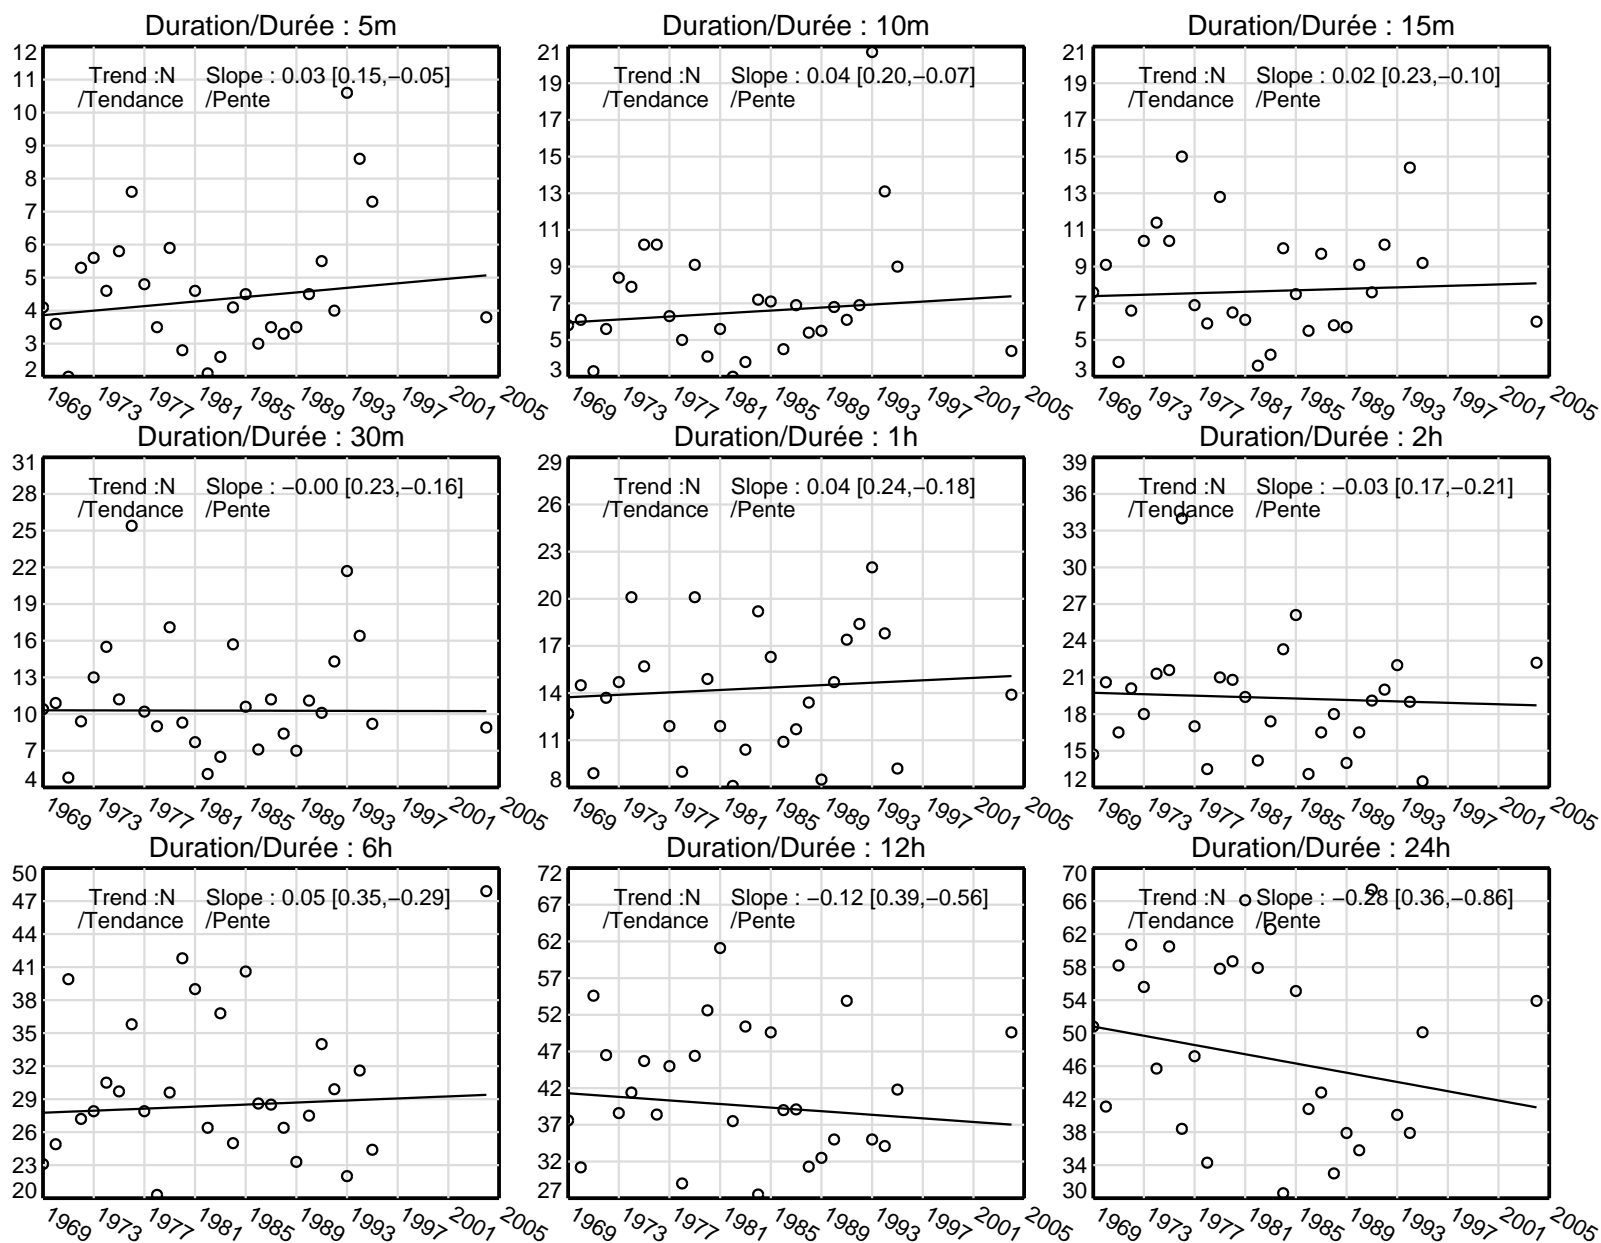 Duration/Durée : 5m
12
11
10
9
8
7
6
5
4
3
2
Trend :N Slope : 0.03 [0.15,−0.05]
/Tendance /Pente
1969 1973 1977 1981 1985 1989 1993 1997 2001 2005
Duration/Durée : 10m
21
19
17
15
13
11
9
7
5
3
Trend :N Slope : 0.04 [0.20,−0.07]
/Tendance /Pente
1969 1973 1977 1981 1985 1989 1993 1997 2001 2005
Duration/Durée : 15m
21
19
17
15
13
11
9
7
5
3
Trend :N Slope : 0.02 [0.23,−0.10]
/Tendance /Pente
1969 1973 1977 1981 1985 1989 1993 1997 2001 2005
Duration/Durée : 30m
31
28
25
22
19
16
13
10
7
4
Trend :N Slope : −0.00 [0.23,−0.16]
/Tendance /Pente
1969 1973 1977 1981 1985 1989 1993 1997 2001 2005
Duration/Durée : 1h
29
26
23
20
17
14
11
8
Trend :N Slope : 0.04 [0.24,−0.18]
/Tendance /Pente
1969 1973 1977 1981 1985 1989 1993 1997 2001 2005
Duration/Durée : 2h
39
36
33
30
27
24
21
18
15
12
Trend :N Slope : −0.03 [0.17,−0.21]
/Tendance /Pente
1969 1973 1977 1981 1985 1989 1993 1997 2001 2005
Duration/Durée : 6h
50
47
44
41
38
35
32
29
26
23
20
Trend :N Slope : 0.05 [0.35,−0.29]
/Tendance /Pente
1969 1973 1977 1981 1985 1989 1993 1997 2001 2005
Duration/Durée : 12h
72
67
62
57
52
47
42
37
32
27
Trend :N Slope : −0.12 [0.39,−0.56]
/Tendance /Pente
1969 1973 1977 1981 1985 1989 1993 1997 2001 2005
Duration/Durée : 24h
70
66
62
58
54
50
46
42
38
34
30
Trend :N Slope : −0.28 [0.36,−0.86]
/Tendance /Pente
1969 1973 1977 1981 1985 1989 1993 1997 2001 2005